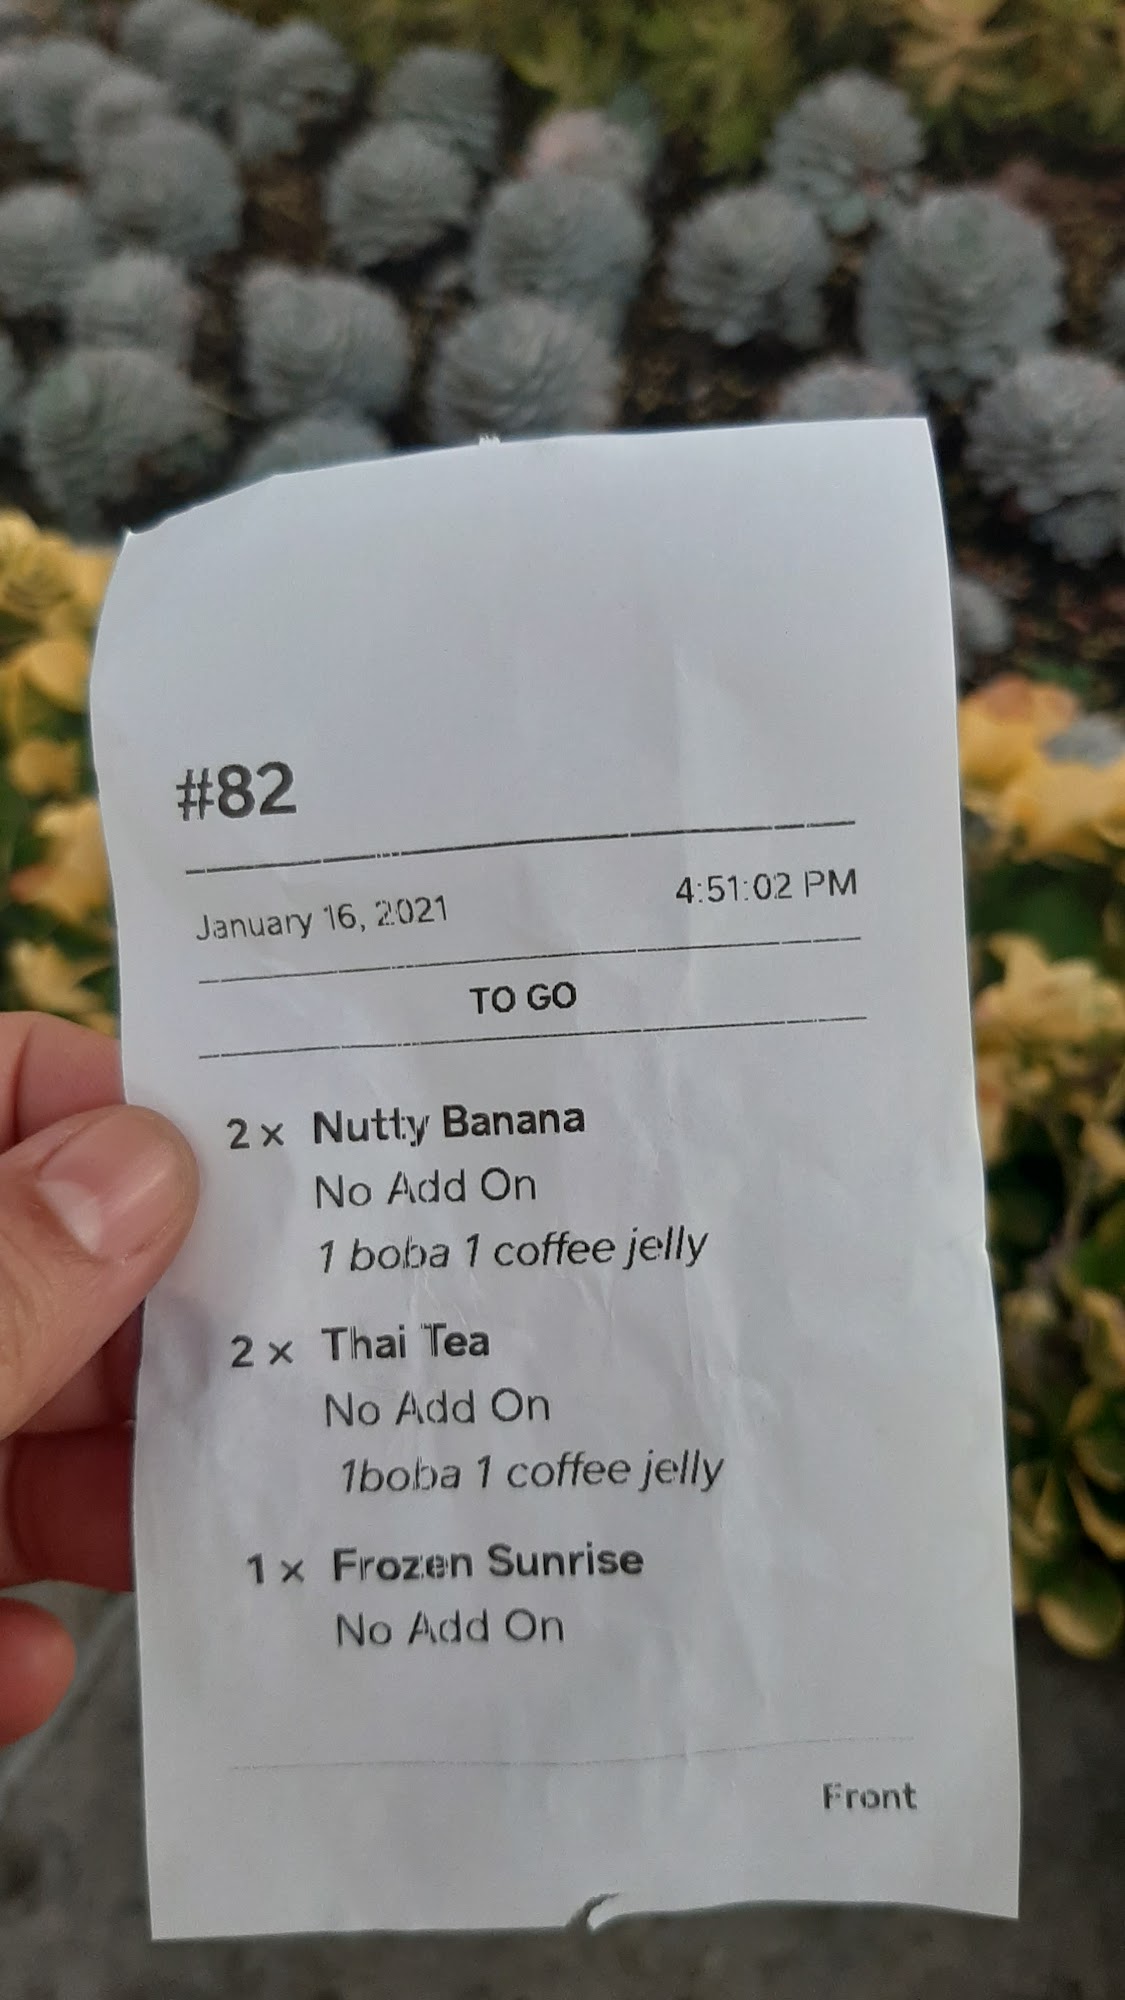 #82
January 16, 2021 4:51:02 PM
TO GO
2 x Nutty Banana
No Add On
1 boba 1 coffee jelly
2 x Thai Tea
No Add On
1boba 1 coffee jelly
1 x Frozen Sunrise
No Add On
Front